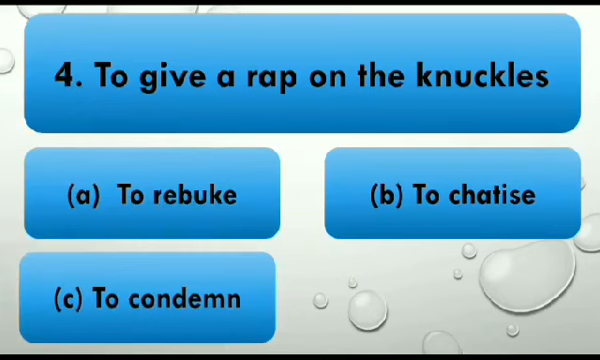 4. To give a rap on the knuckles
(a) To rebuke
(b) To chatise
(c) To condemn